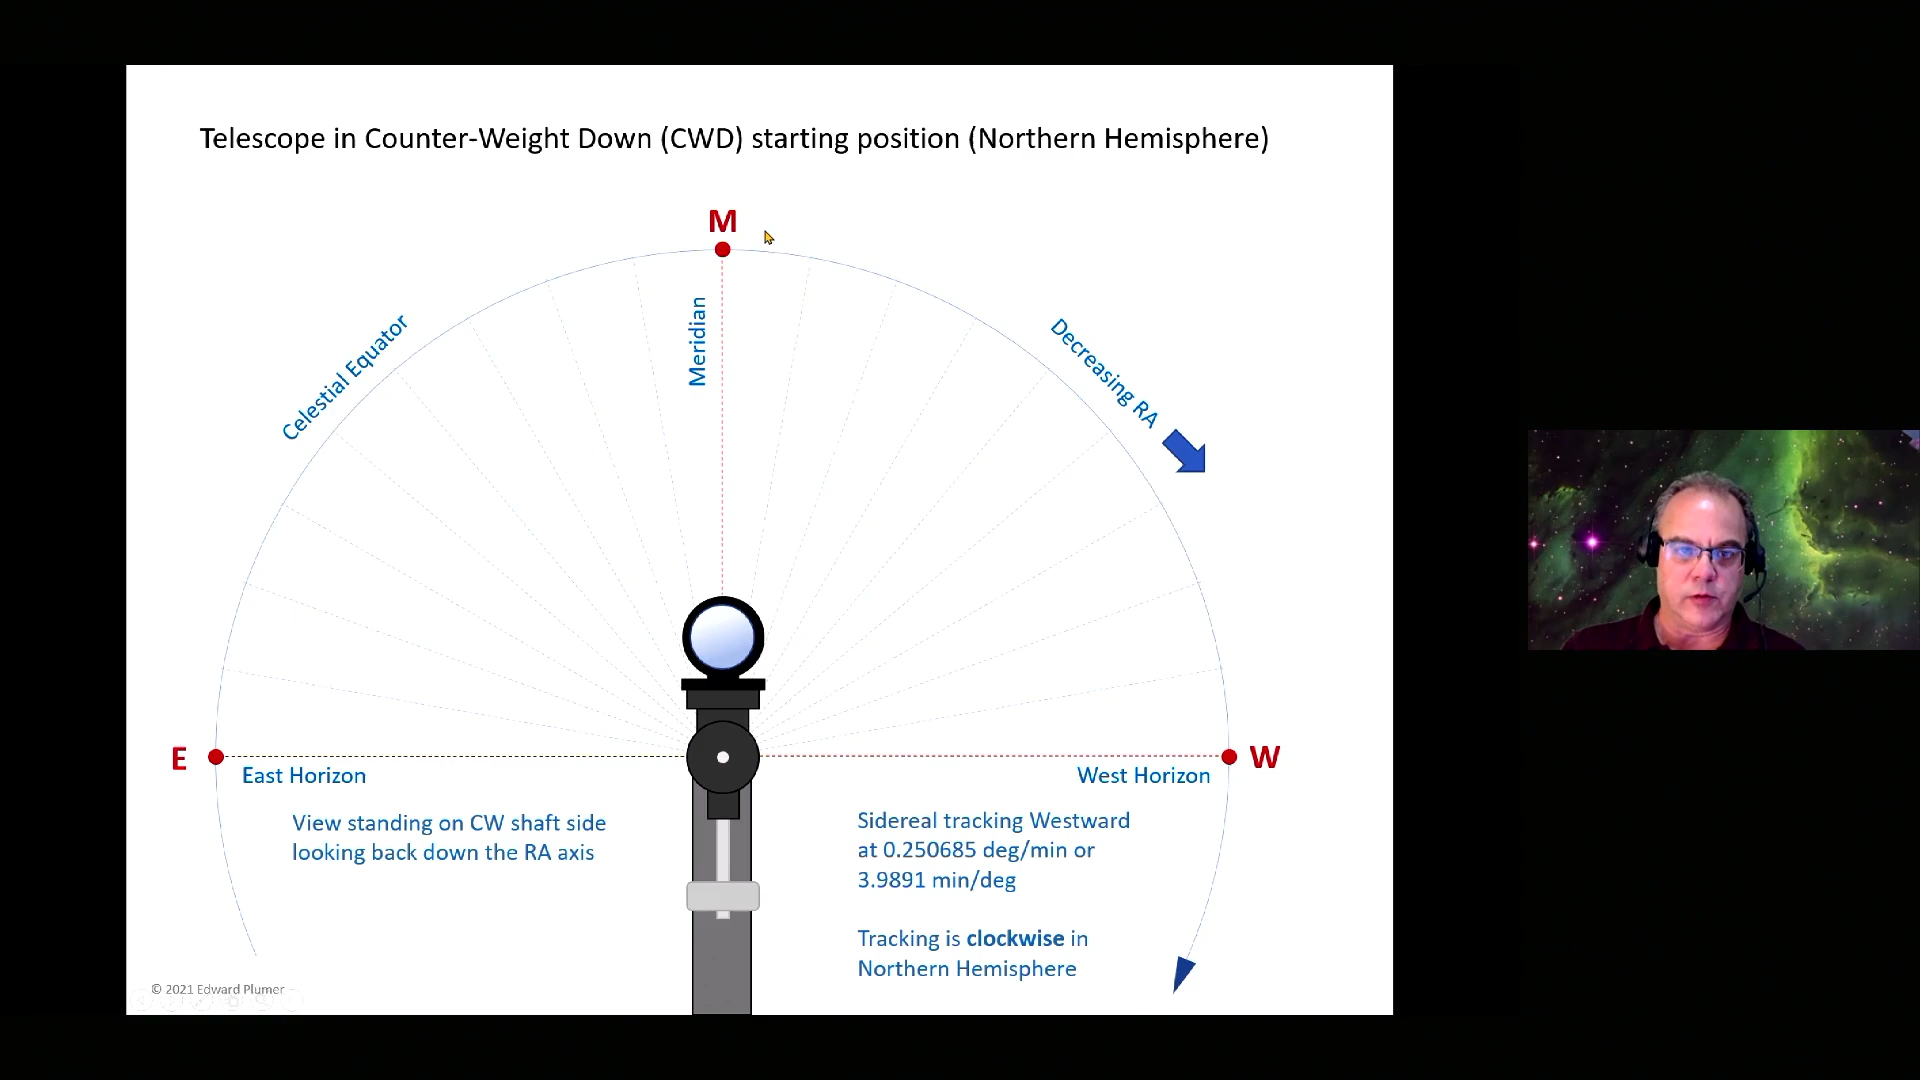 Telescope in Counter-Weight Down (CWD) starting position (Northern Hemisphere)
M
Meridian
Celestial Equator
Decreasing RA
E
W
East Horizon
West Horizon
View standing on CW shaft side
looking back down the RA axis
Sidereal tracking Westward
at 0.250685 deg/min or
3.9891 min/deg
Tracking is clockwise in
Northern Hemisphere
© 2021 Edward Plumer